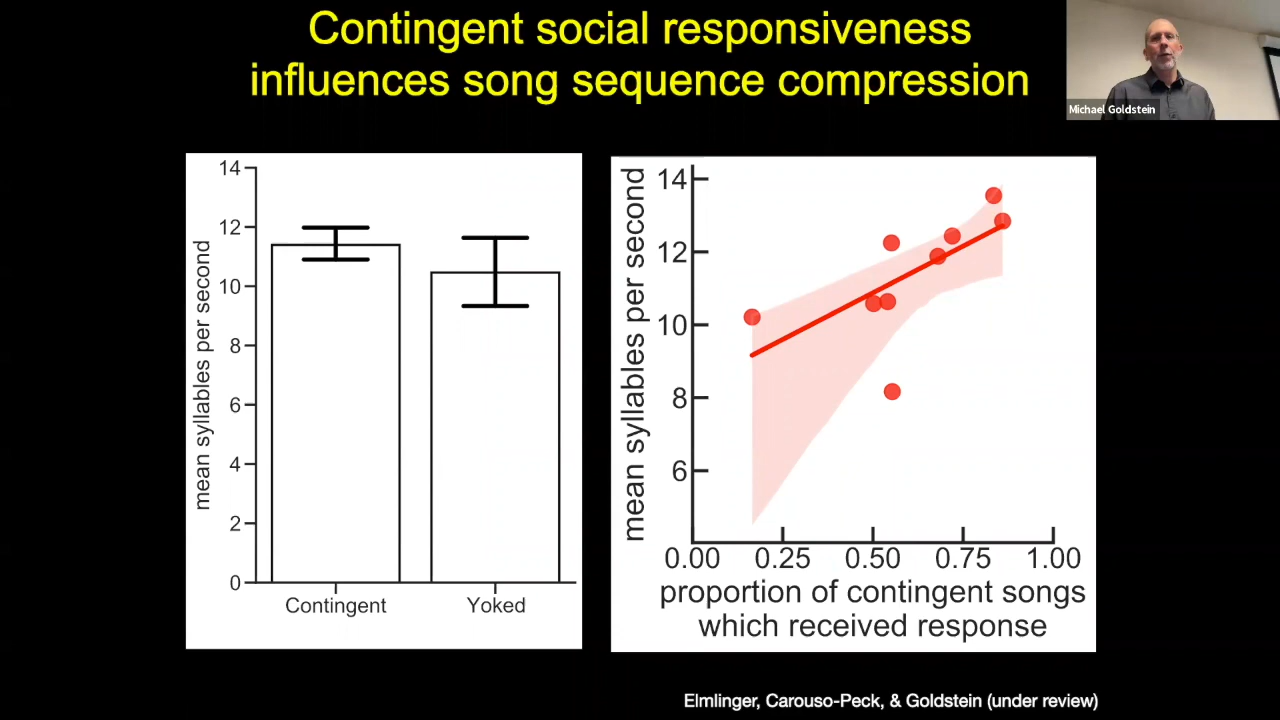 Contingent social responsiveness
influences song sequence compression
Michael Goldstein
mean syllables per second
14
12
10
8
6
4
2
0
Contingent
Yoked
mean syllables per second
14
12
10
8
6
0.00 0.25 0.50 0.75 1.00
proportion of contingent songs
which received response
Elmlinger, Carouso-Peck, & Goldstein (under review)